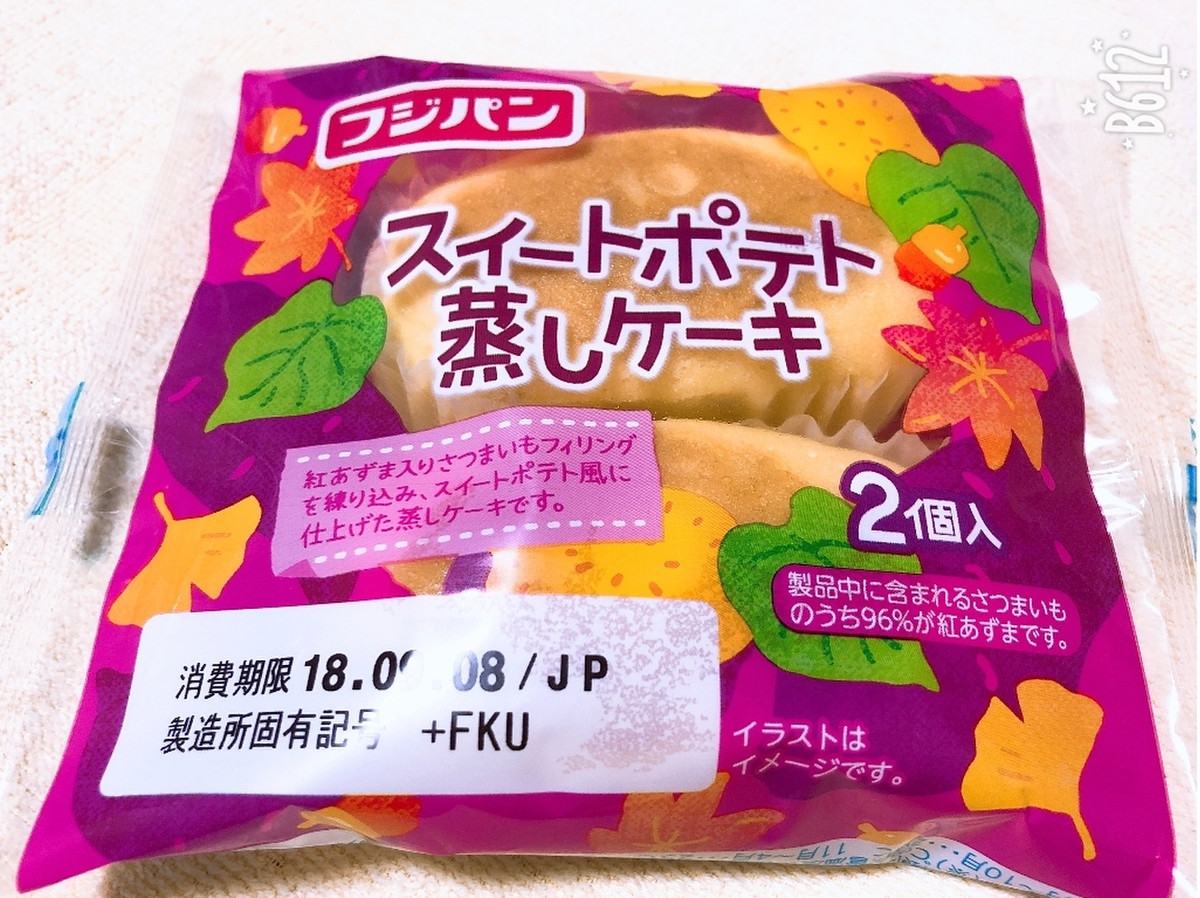 B612
フジパン
スイートポテト
蒸しケーキ
紅あずま入りさつまいもフィリング
を練り込み、スイートポテト風に
仕上げた蒸しケーキです。
2個入
製品中に含まれるさつまいも
のうち96%が紅あずまです。
消費期限 18.09.08 / JP
製造所固有記号 +FKU
イラストは
イメージです。